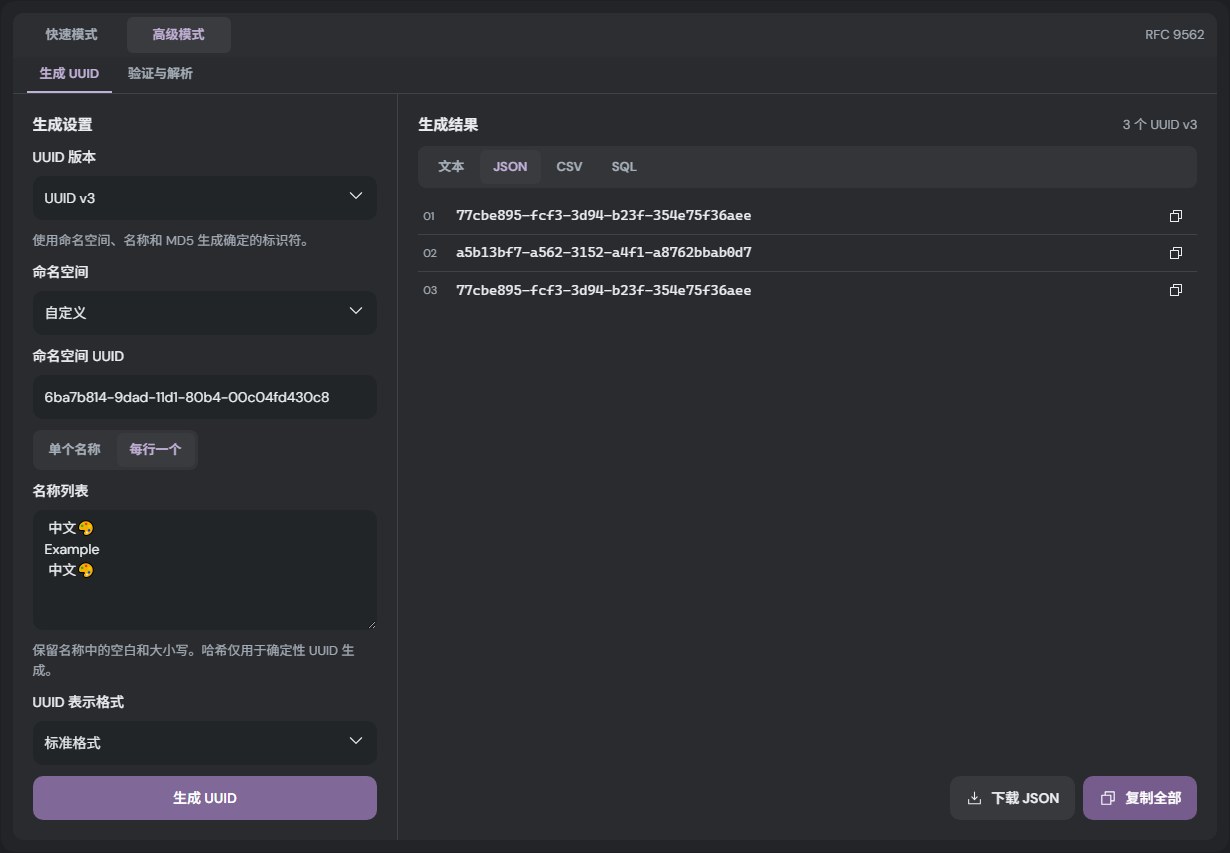 快速模式
高级模式
RFC 9562
生成 UUID
验证与解析
生成设置
UUID 版本
UUID v3
使用命名空间、名称和 MD5 生成确定的标识符。
命名空间
自定义
命名空间 UUID
6ba7b814-9dad-11d1-80b4-00c04fd430c8
单个名称
每行一个
名称列表
中文🎨
Example
中文🎨
保留名称中的空白和大小写。哈希仅用于确定性 UUID 生
成。
UUID 表示格式
标准格式
生成 UUID
生成结果
3 个 UUID v3
文本
JSON
CSV
SQL
01 77cbe895-fcf3-3d94-b23f-354e75f36aee
02 a5b13bf7-a562-3152-a4f1-a8762bbab0d7
03 77cbe895-fcf3-3d94-b23f-354e75f36aee
下载 JSON
复制全部